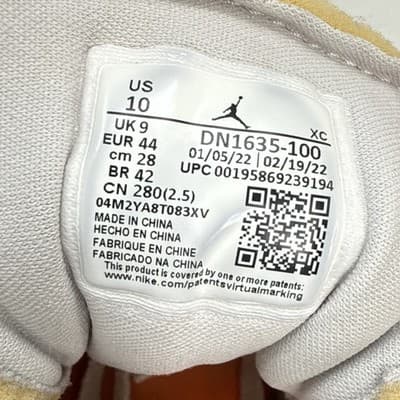 US
10
UK 9
EUR 44
cm 28
BR 42
CN 280(2.5)
04M2YA8T083XV
XC
DN1635-100
01/05/22 | 02/19/22
UPC 00195869239194
MADE IN CHINA
HECHO EN CHINA
FABRIQUE EN CHINE
FABRICADO NA CHINA
This product is covered by one or more patents.
www.nike.com/patentsvirtualmarking